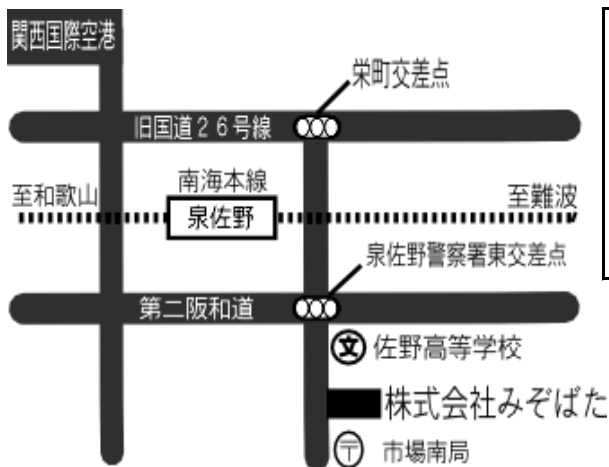 関西国際空港
栄町交差点
旧国道26号線
南海本線
至和歌山
至難波
泉佐野
泉佐野警察署東交差点
第二阪和道
文
佐野高等学校
株式会社みぞばた
〒
市場南局